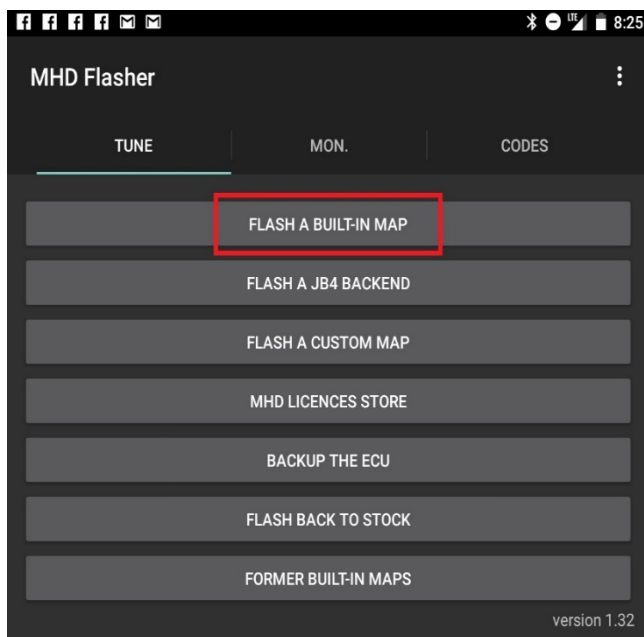 LTE 8:25
MHD Flasher
TUNE MON. CODES
FLASH A BUILT-IN MAP
FLASH A JB4 BACKEND
FLASH A CUSTOM MAP
MHD LICENCES STORE
BACKUP THE ECU
FLASH BACK TO STOCK
FORMER BUILT-IN MAPS
version 1.32